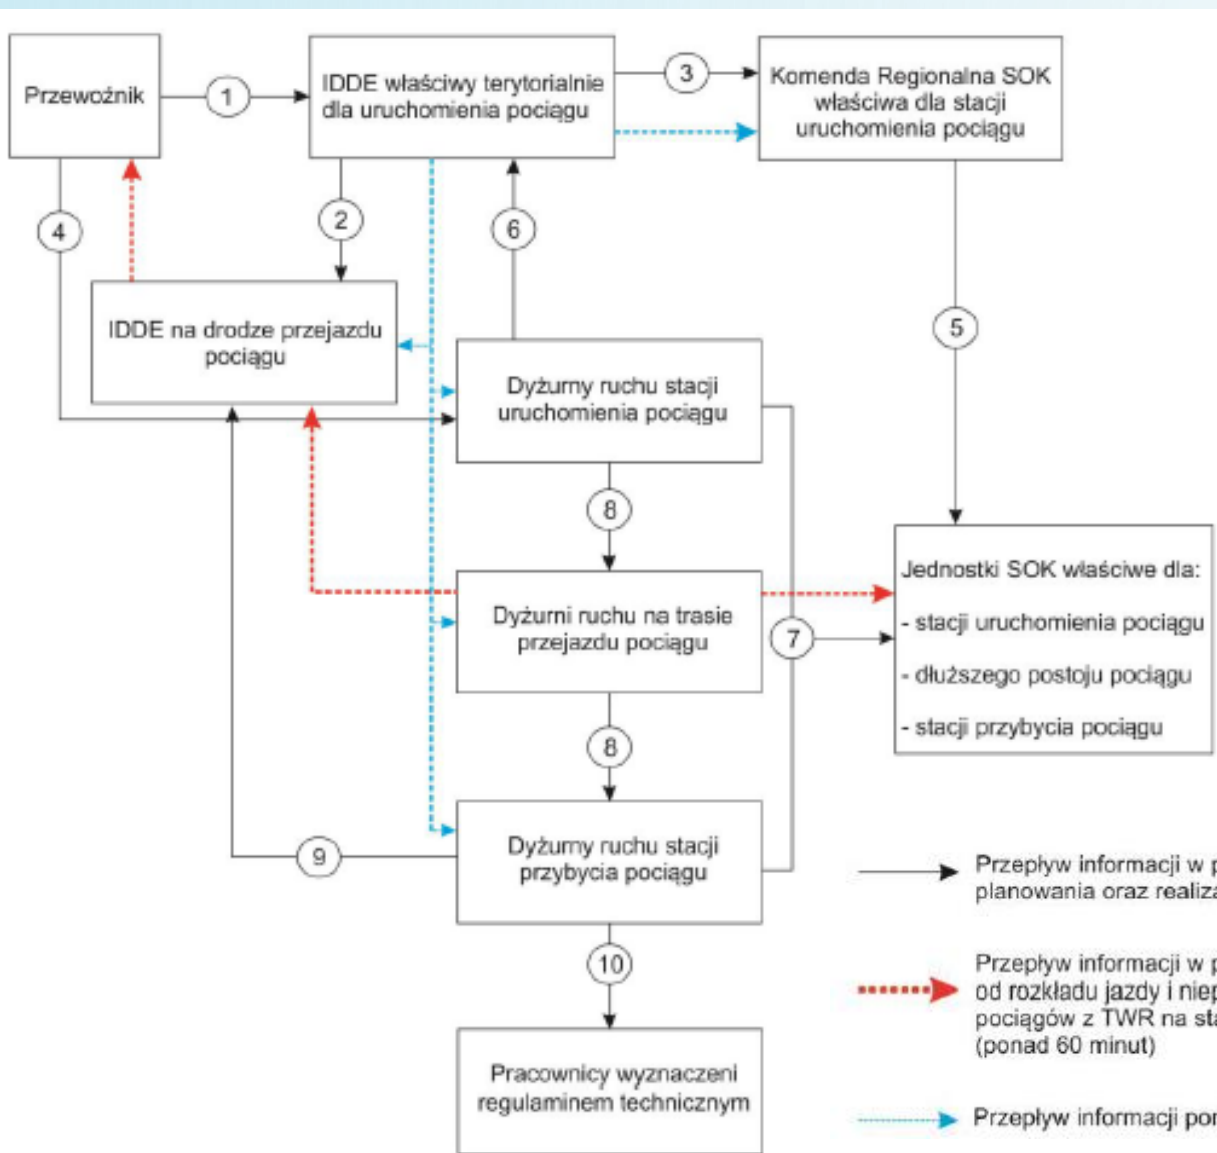 Przewoźnik
1
IDDE właściwy terytorialnie
dla uruchomienia pociągu
3
Komenda Regionalna SOK
właściwa dla stacji
uruchomienia pociągu
4
2
6
5
IDDE na drodze przejazdu
pociągu
Dyżurny ruchu stacji
uruchomienia pociągu
8
Jednostki SOK właściwe dla:
- stacji uruchomienia pociągu
- dłuższego postoju pociągu
- stacji przybycia pociągu
Dyżurni ruchu na trasie
przejazdu pociągu
7
8
Dyżurny ruchu stacji
przybycia pociągu
9
10
Pracownicy wyznaczeni
regulaminem technicznym
Przepływ informacji w
planowania oraz
Przepływ informacji w
od rozkładu jazdy i
pociągów z TWR na
(ponad 60 minut)
Przepływ informacji